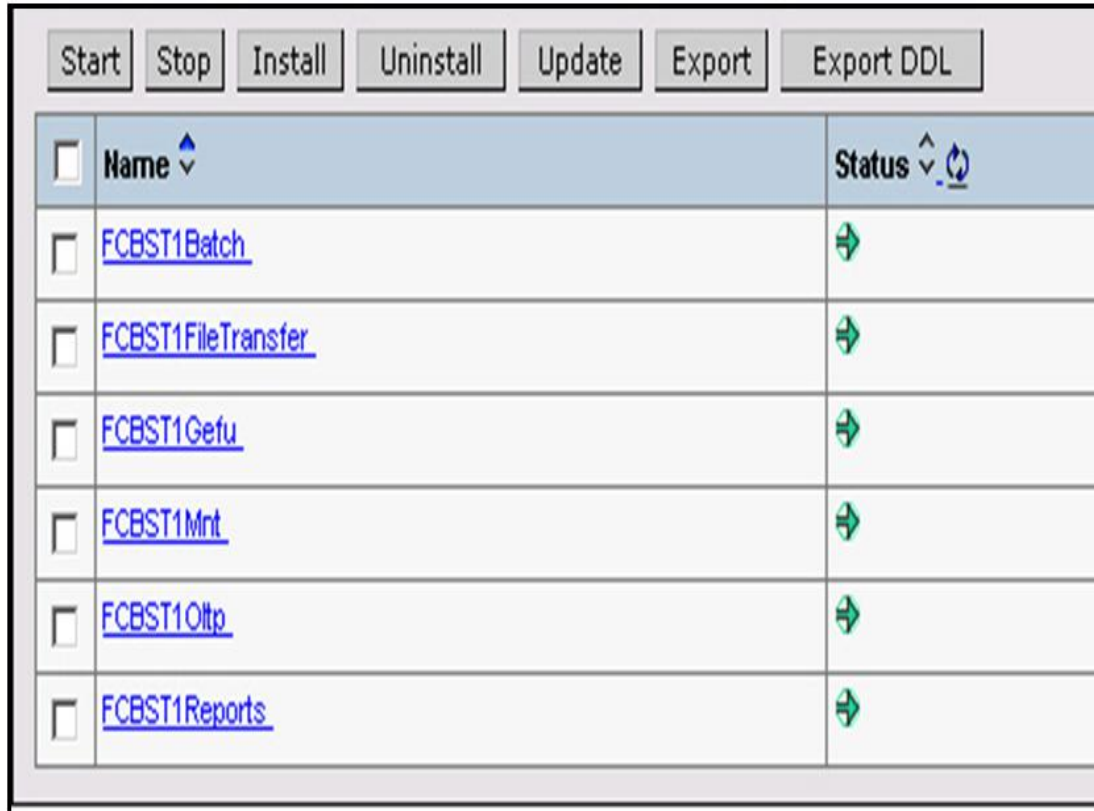 Start Stop Install Uninstall Update Export Export DDL
Name Status
FCBST1Batch
FCBST1FileTransfer
FCBST1Gefu
FCBST1Mnt
FCBST1Oltp
FCBST1Reports